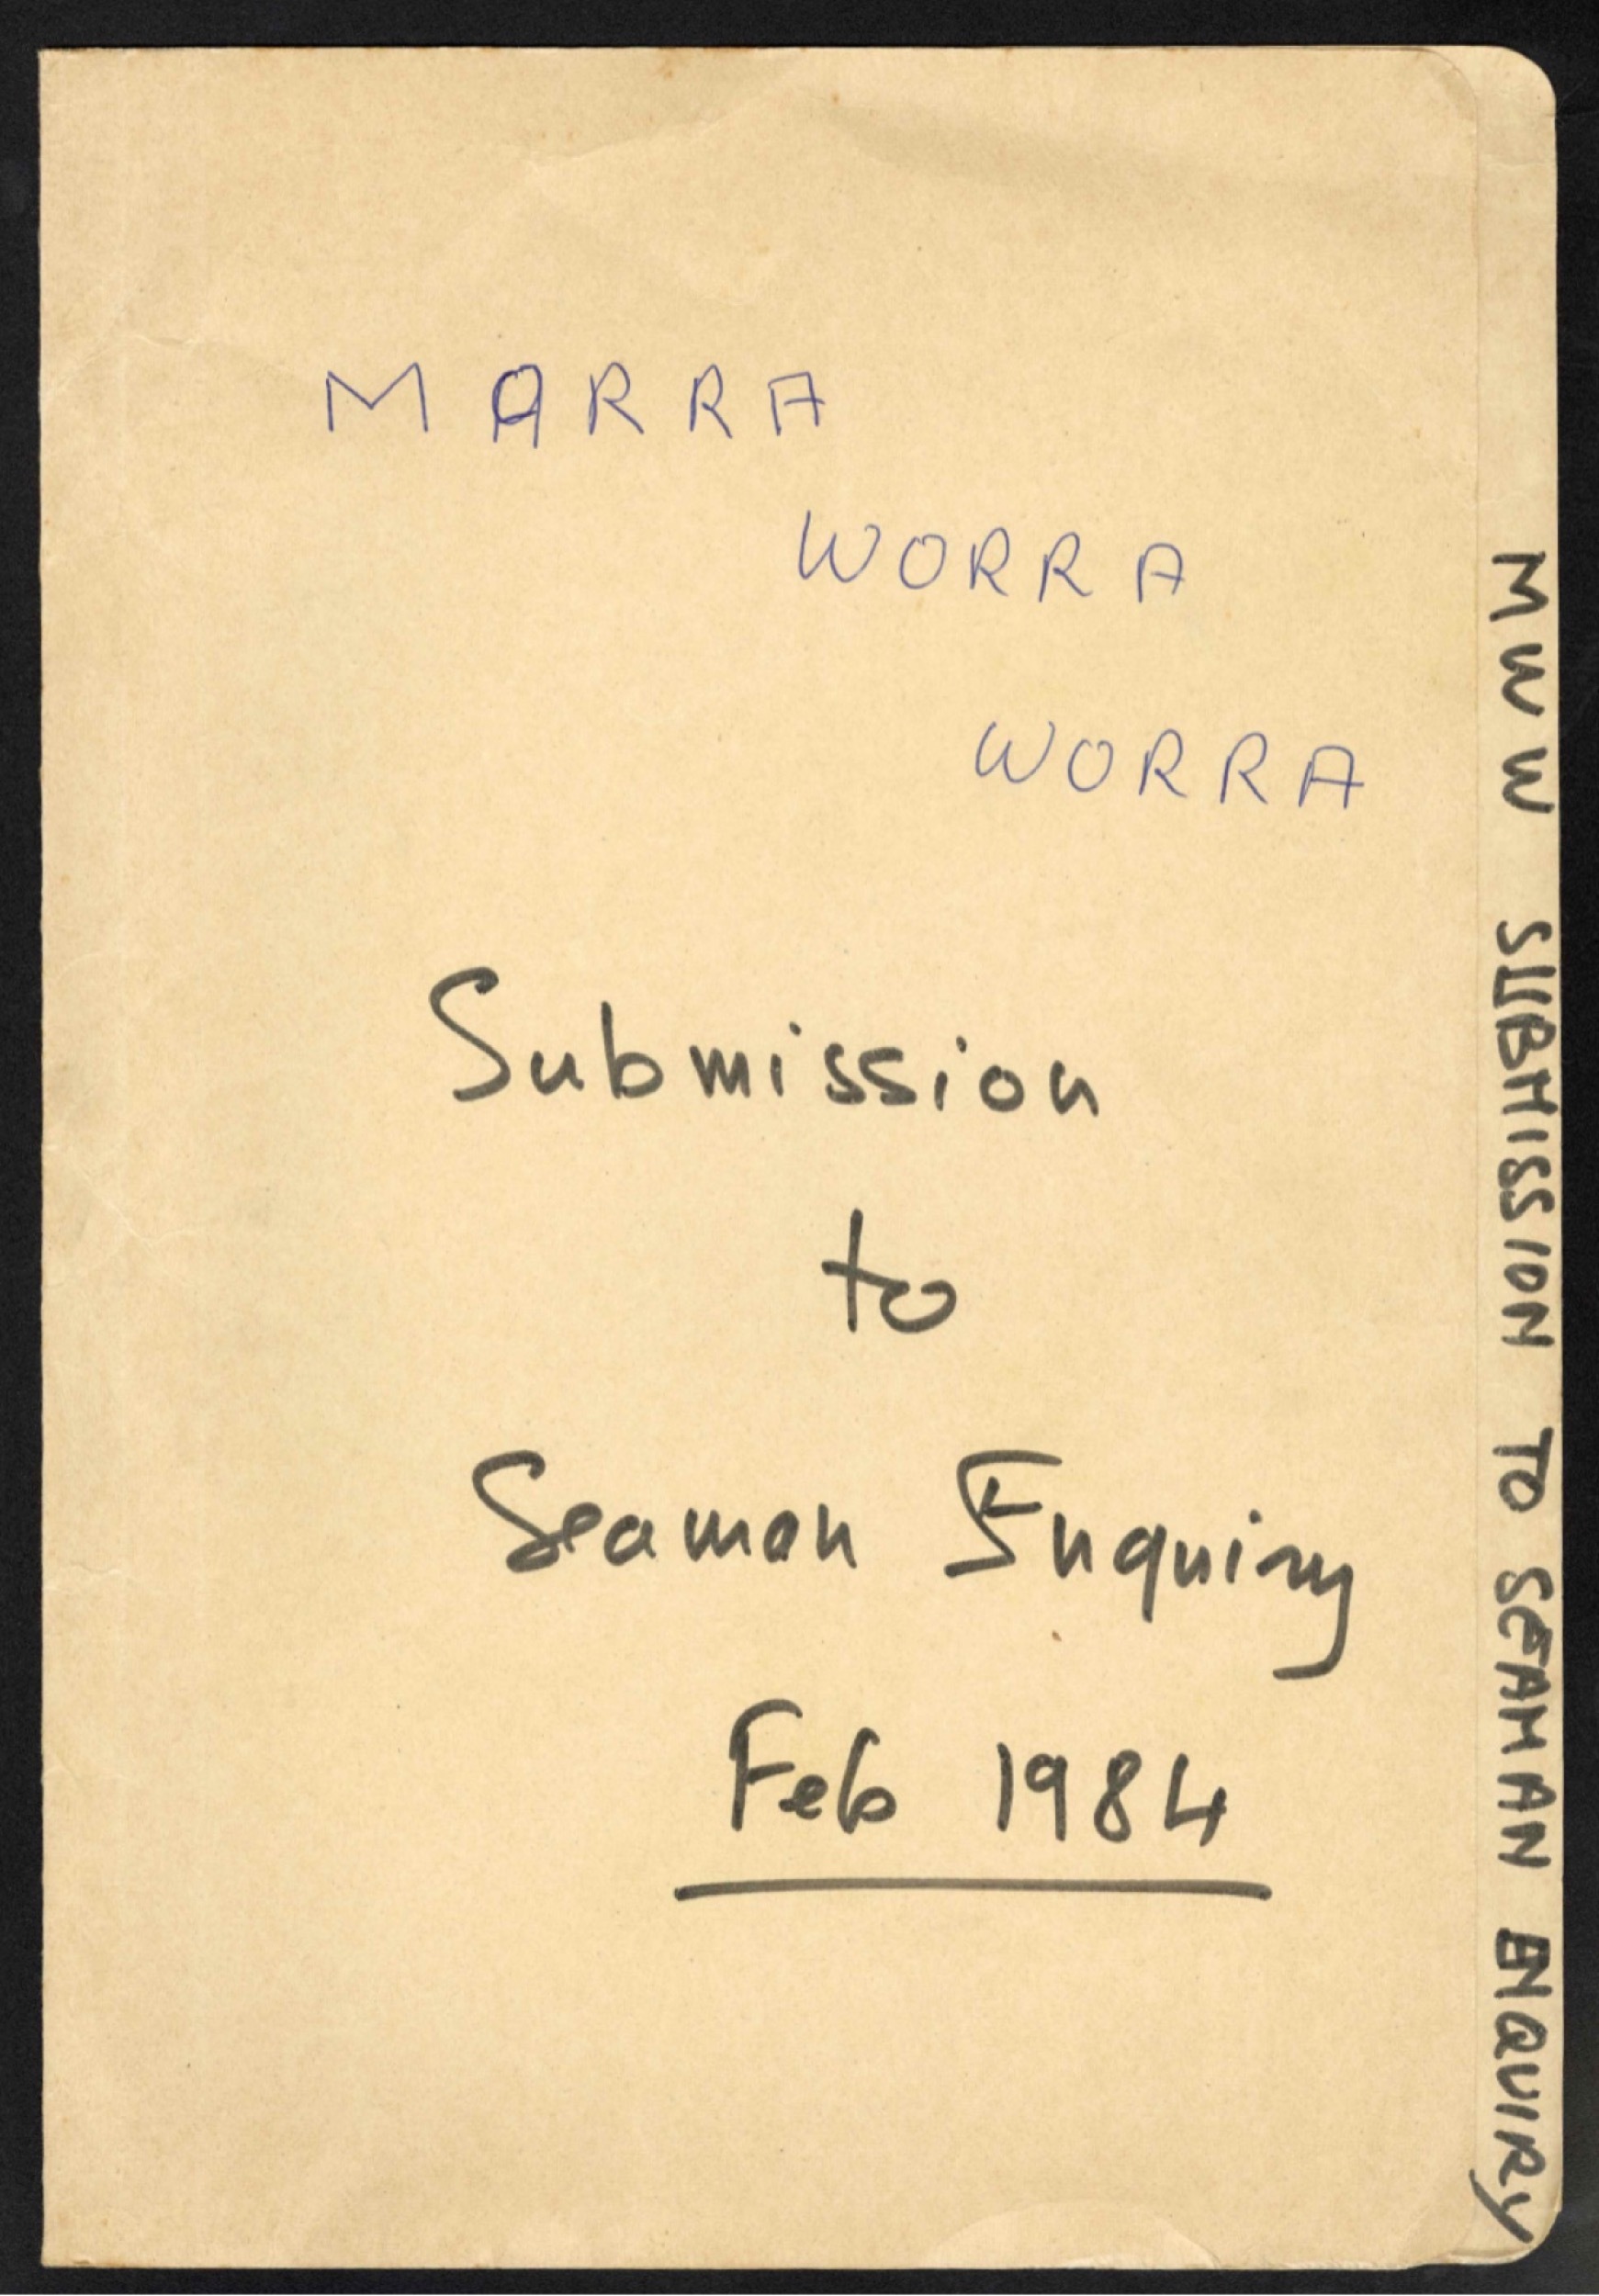 MARRA
WORRA
WORRA
Submission
to
Seaman Enquiry
Feb 1984
MWW SUBMISSION TO SEAMAN ENQUIRY